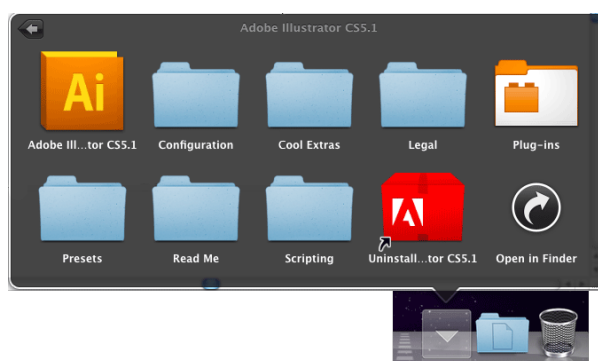 Adobe Illustrator CS5.1
Ai
Adobe Ill...tor CS5.1
Configuration
Cool Extras
Legal
Plug-ins
Presets
Read Me
Scripting
Uninstall...tor CS5.1
Open in Finder